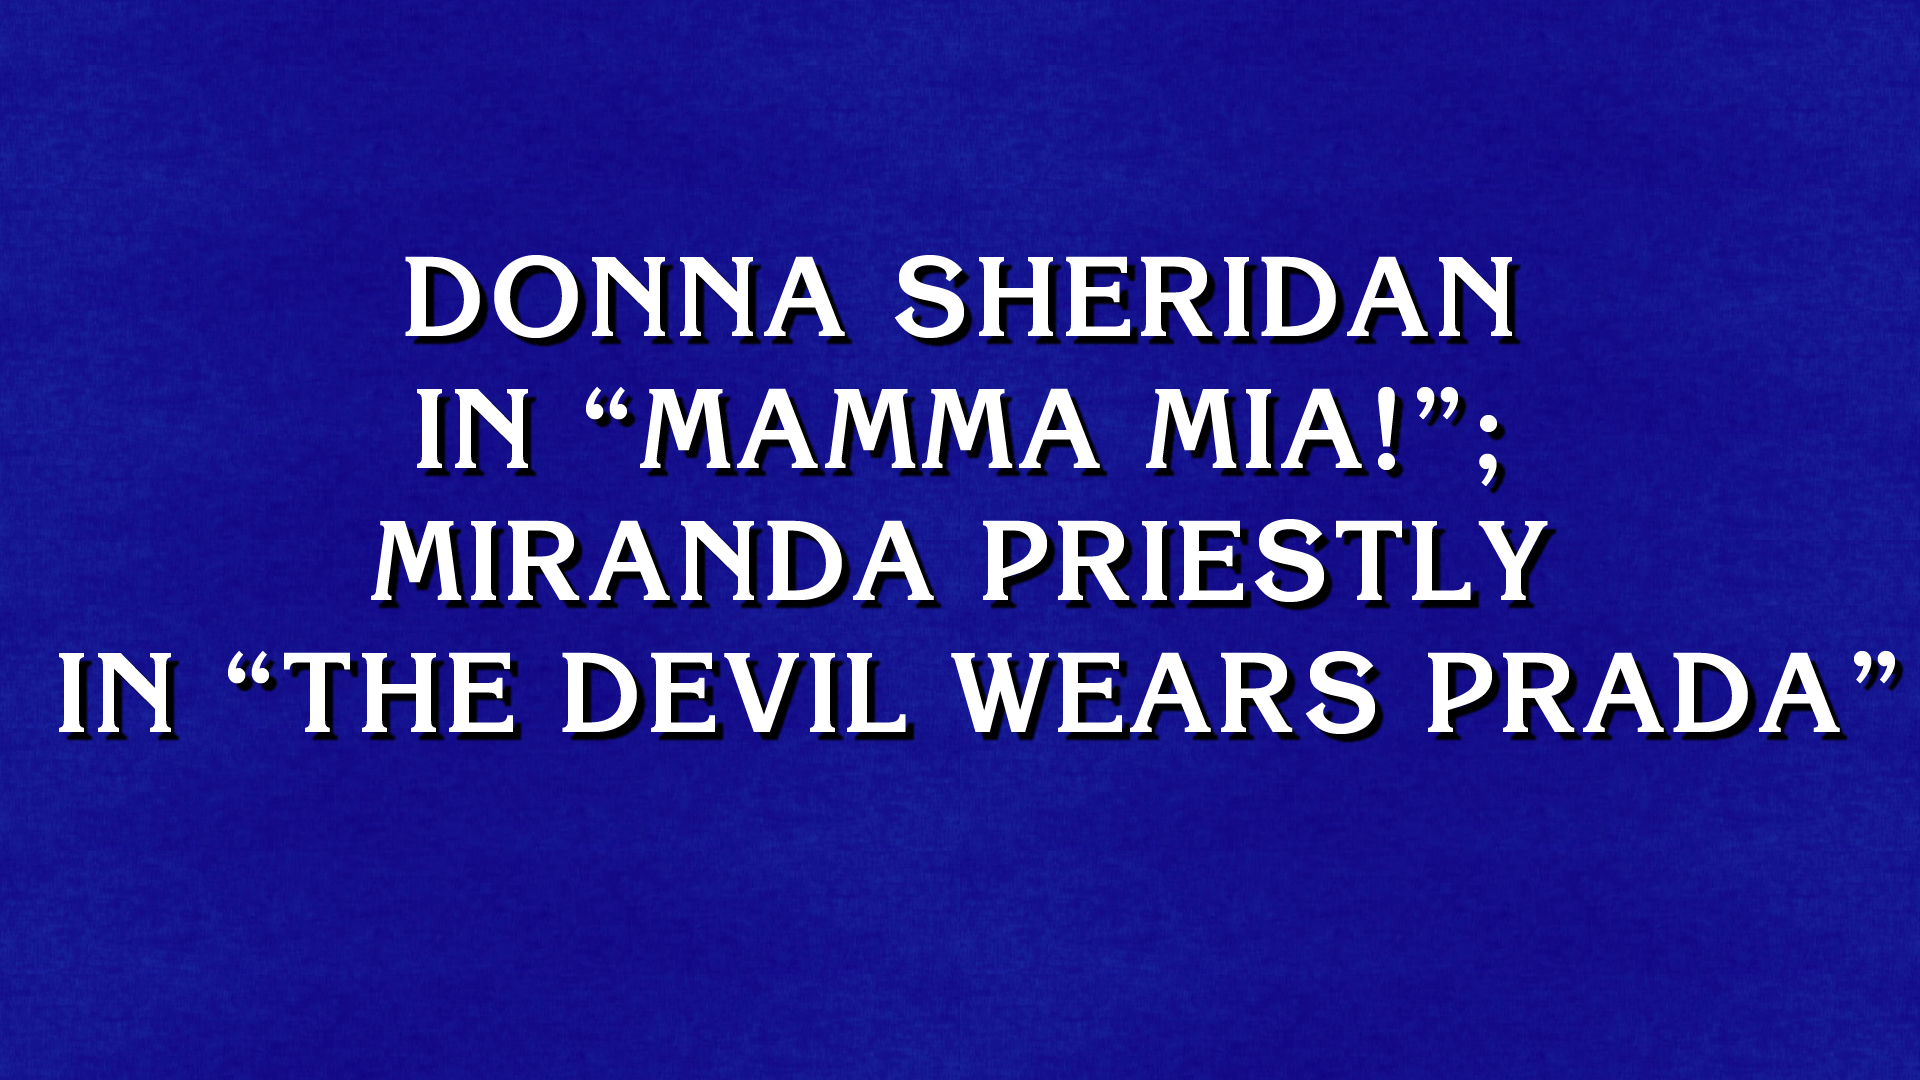 DONNA SHERIDAN
IN “MAMMA MIA!”;
MIRANDA PRIESTLY
IN “THE DEVIL WEARS PRADA”